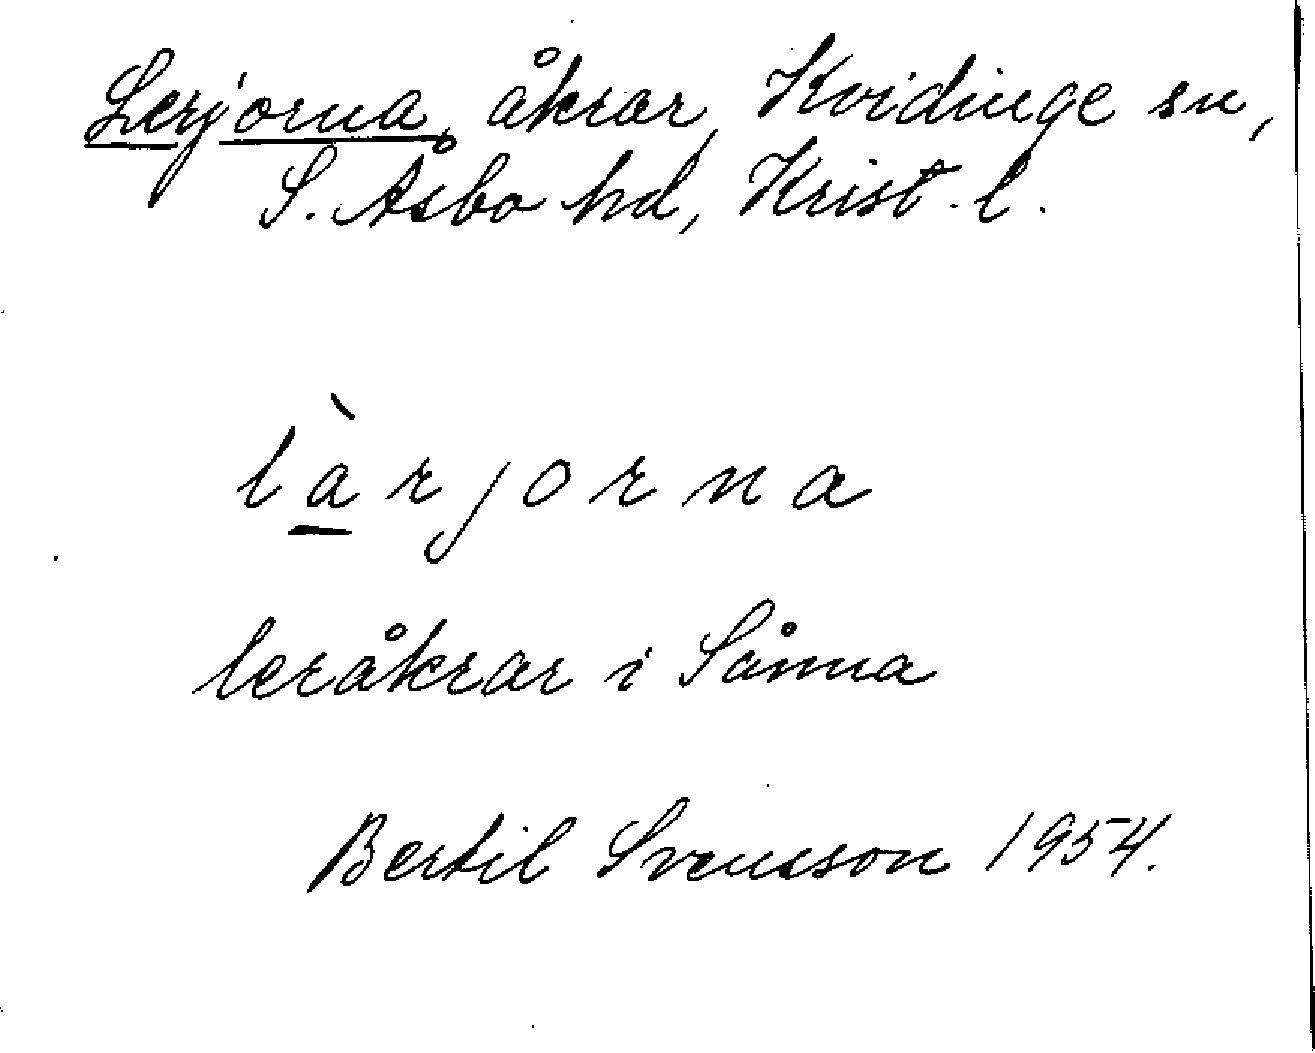 Lerjorna, åkrar, Kvidinge sn,
S. Åsbo hd, Krist. l.
làrjorna
leråkrar i Sånna
Bertil Svensson 1954.